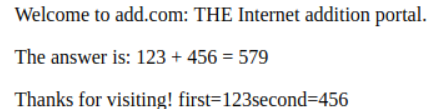 Welcome to add.com: THE Internet addition portal.
The answer is: 123 + 456 = 579
Thanks for visiting! first=123second=456